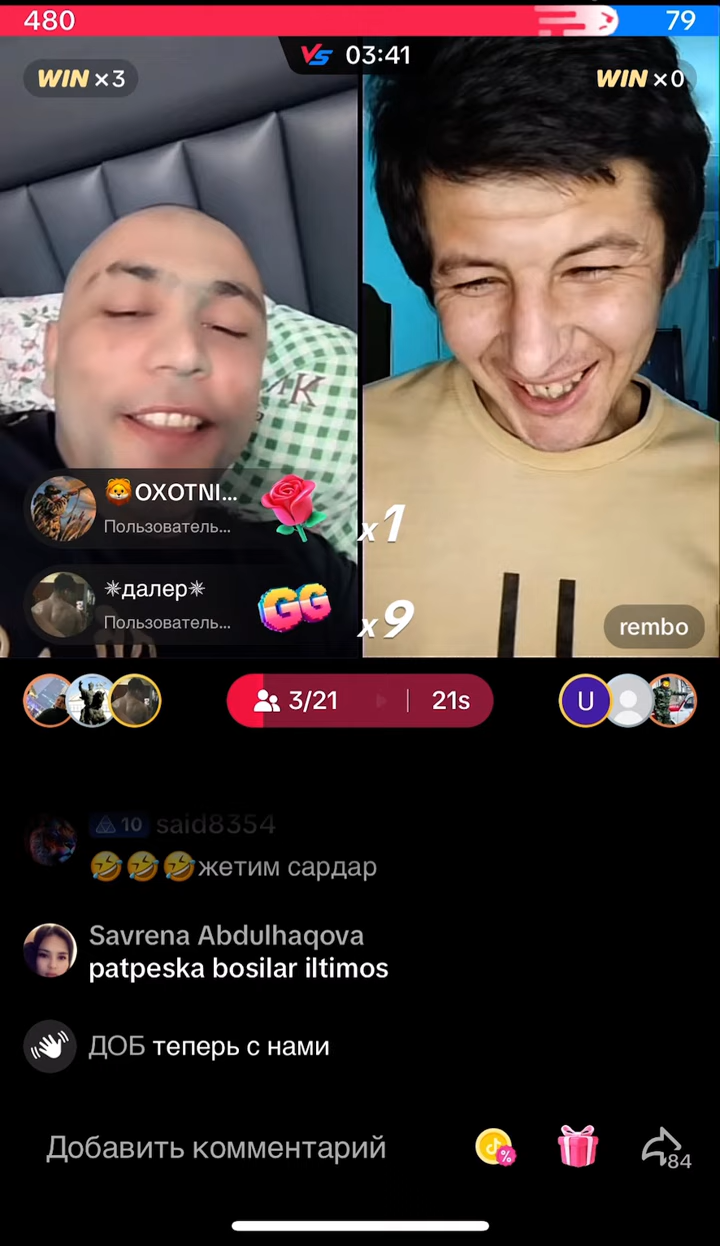 480
79
VS 03:41
WIN ×3
WIN ×0
K
OXOTNI...
Пользователь...
x1
✴далер✴
Пользователь...
GG
x9
rembo
3/21
21s
U
10 said8354
🤣🤣🤣жетим сардар
Savrena Abdulhaqova
patpeska bosilar iltimos
ДОБ теперь с нами
Добавить комментарий
84